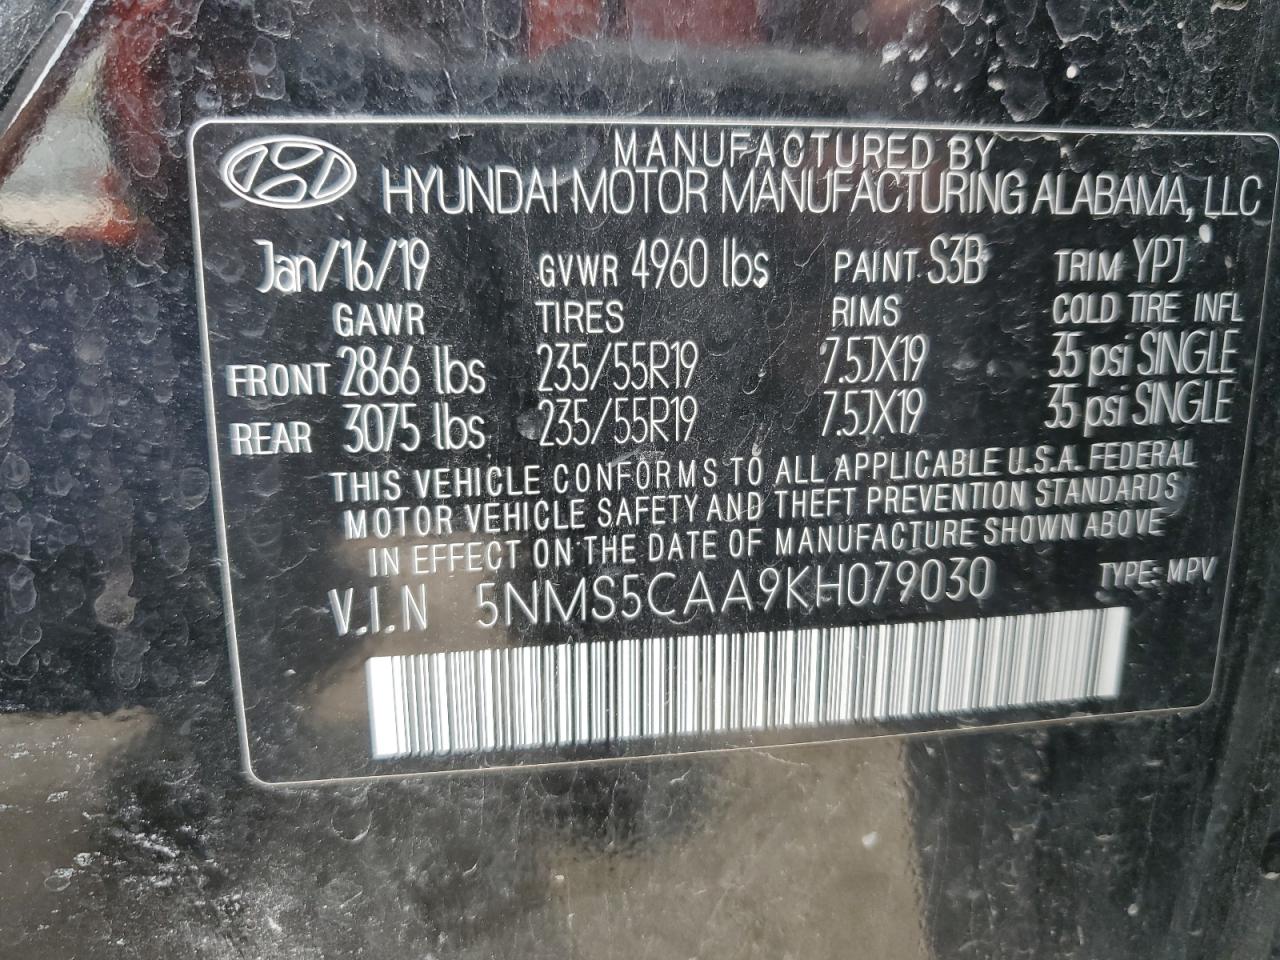 MANUFACTURED BY
HYUNDAI MOTOR MANUFACTURING ALABAMA, LLC
Jan/16/19 GVWR 4960 lbs PAINT S3B TRIM YPJ
GAWR TIRES RIMS COLD TIRE INFL
FRONT 2866 lbs 235/55R19 7.5JX19 35 psi SINGLE
REAR 3075 lbs 235/55R19 7.5JX19 35 psi SINGLE
THIS VEHICLE CONFORMS TO ALL APPLICABLE U.S.A. FEDERAL
MOTOR VEHICLE SAFETY AND THEFT PREVENTION STANDARDS
IN EFFECT ON THE DATE OF MANUFACTURE SHOWN ABOVE
V.I.N 5NMS5CAA9KH079030 TYPE: MPV